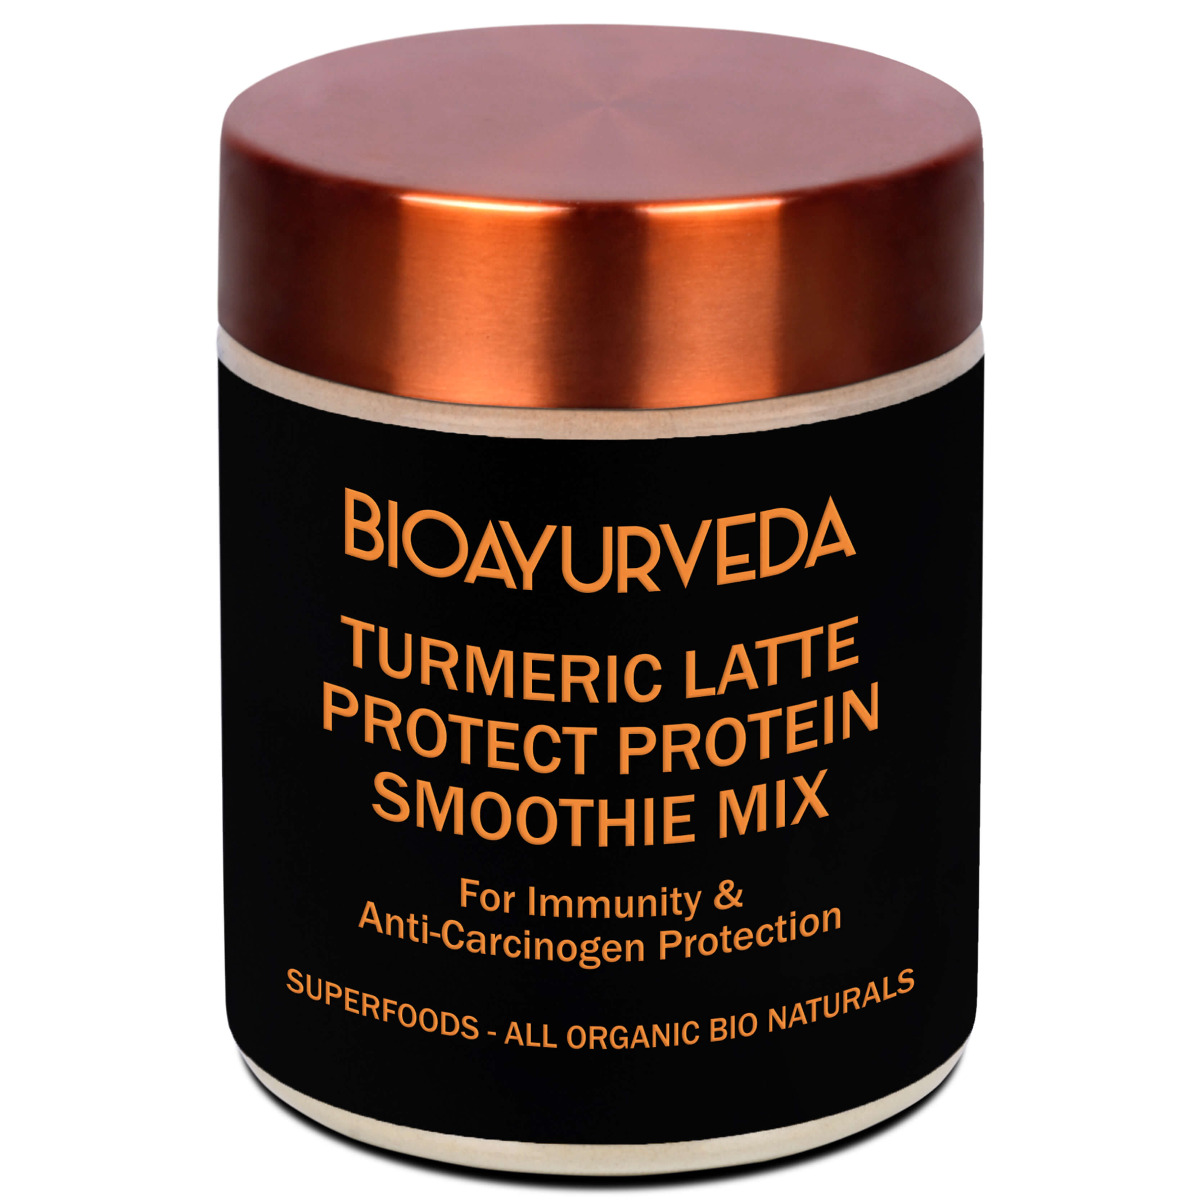 BIOAYURVEDA
TURMERIC LATTE
PROTECT PROTEIN
SMOOTHIE MIX
For Immunity &
Anti-Carcinogen Protection
SUPERFOODS - ALL ORGANIC BIO NATURALS